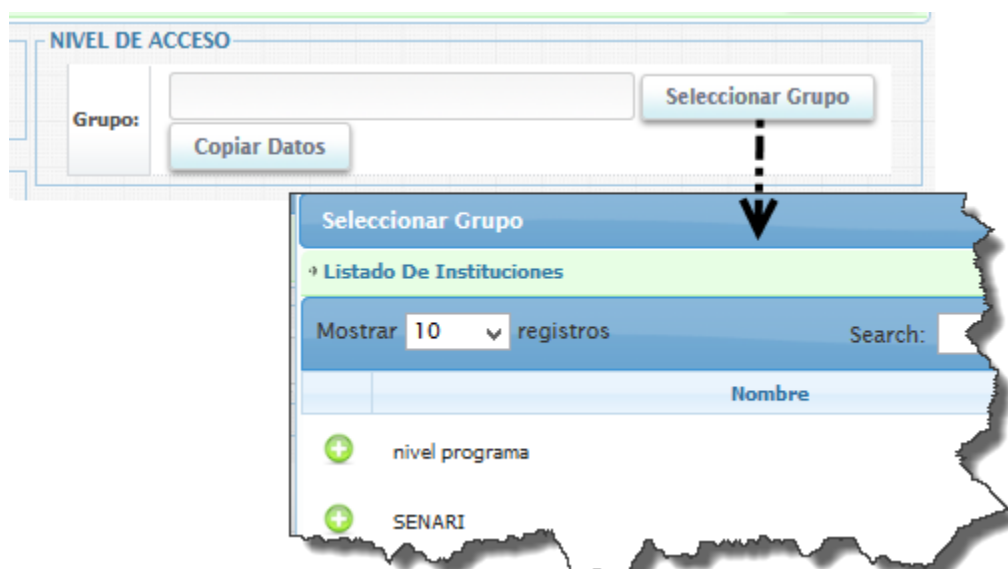 NIVEL DE ACCESO
Grupo:
Seleccionar Grupo
Copiar Datos
Seleccionar Grupo
Listado De Instituciones
Mostrar 10 registros Search:
Nombre
nivel programa
SENARI